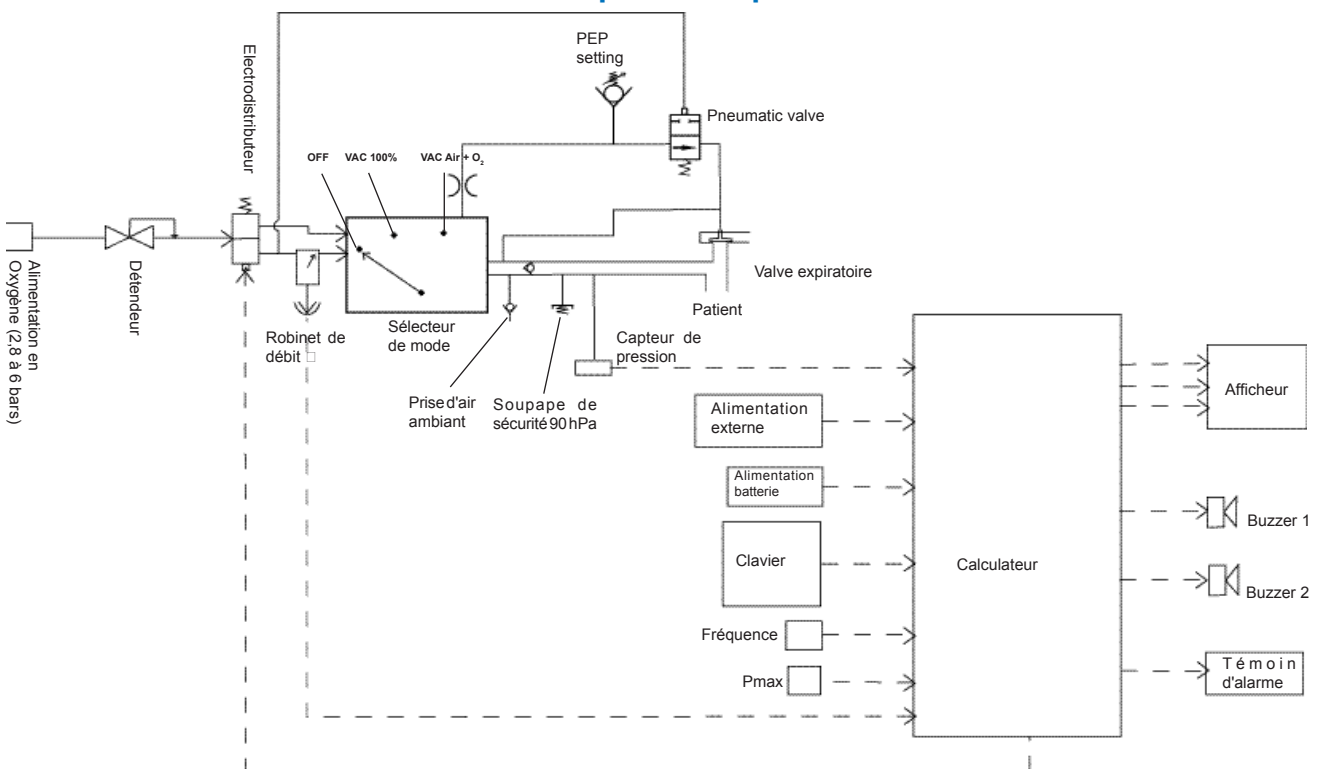 PEP
setting
Electrodistributeur
Pneumatic valve
OFF
VAC 100%
VAC Air + O2
Alimentation en
Oxygène (2,8 à 6 bars)
Détendeur
Valve expiratoire
Patient
Robinet de
débit
Sélecteur
de mode
Capteur de
pression
Prise d'air
ambiant
Soupape de
sécurité 90 hPa
Alimentation
externe
Afficheur
Alimentation
batterie
Buzzer 1
Clavier
Calculateur
Buzzer 2
Fréquence
Témoin
d'alarme
Pmax